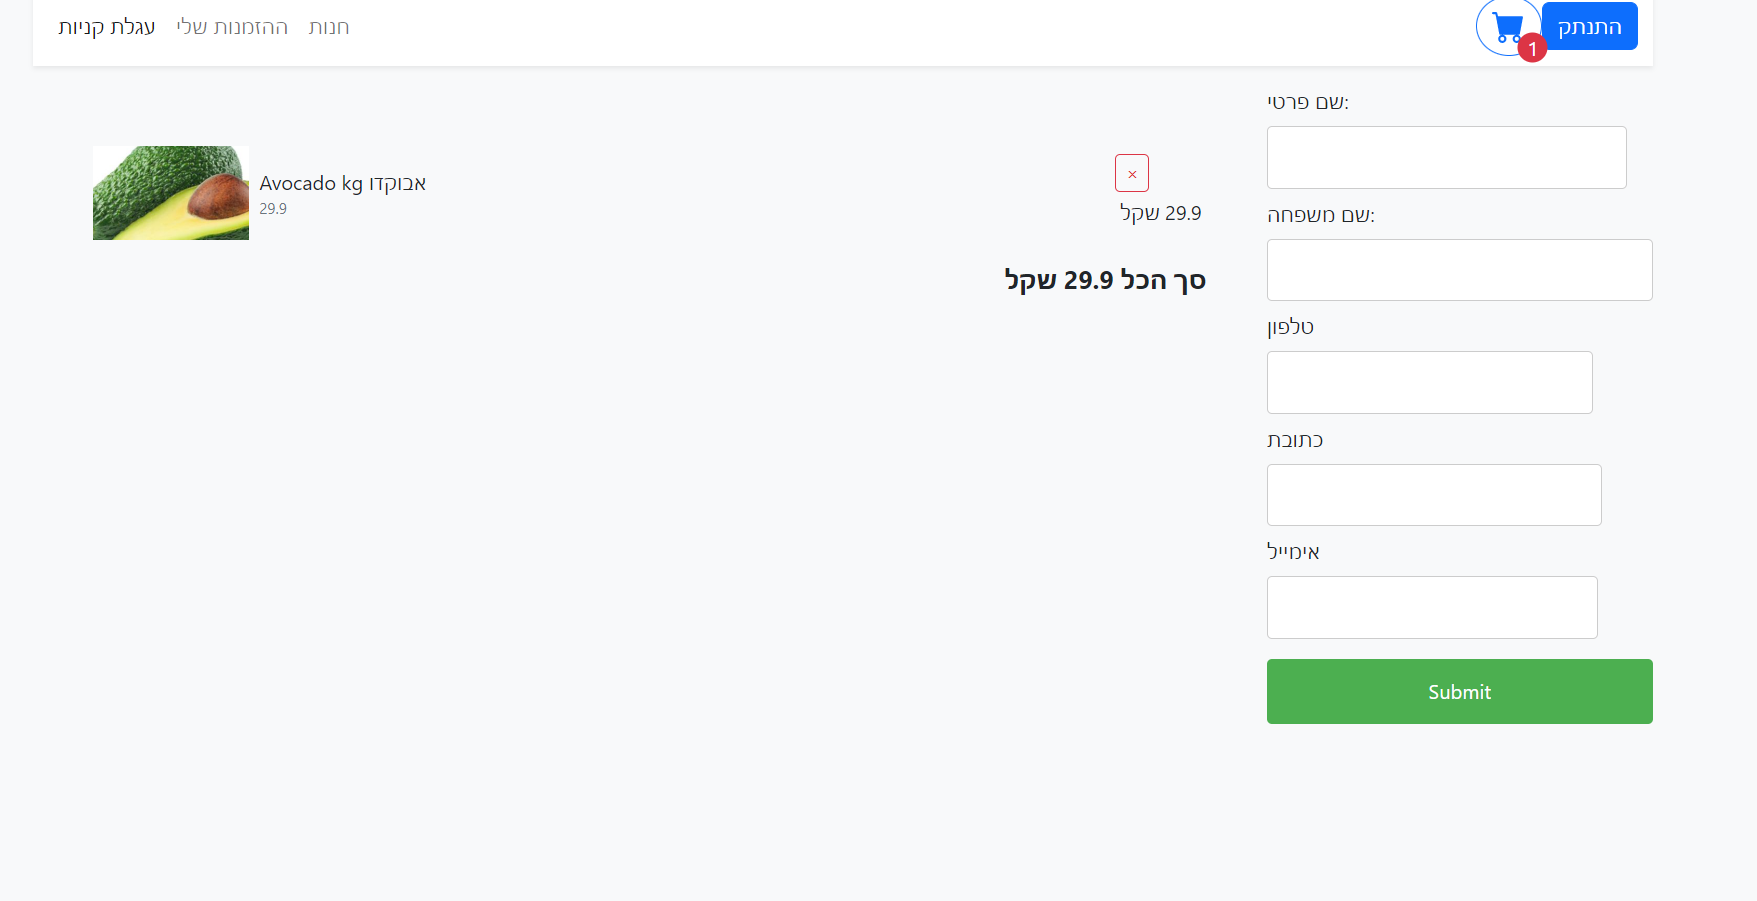 עגלת קניות
ההזמנות שלי
חנות
1
התנתק
Avocado kg אבוקדו
29.9
×
29.9 שקל
סך הכל 29.9 שקל
שם פרטי:
שם משפחה:
טלפון
כתובת
אימייל
Submit